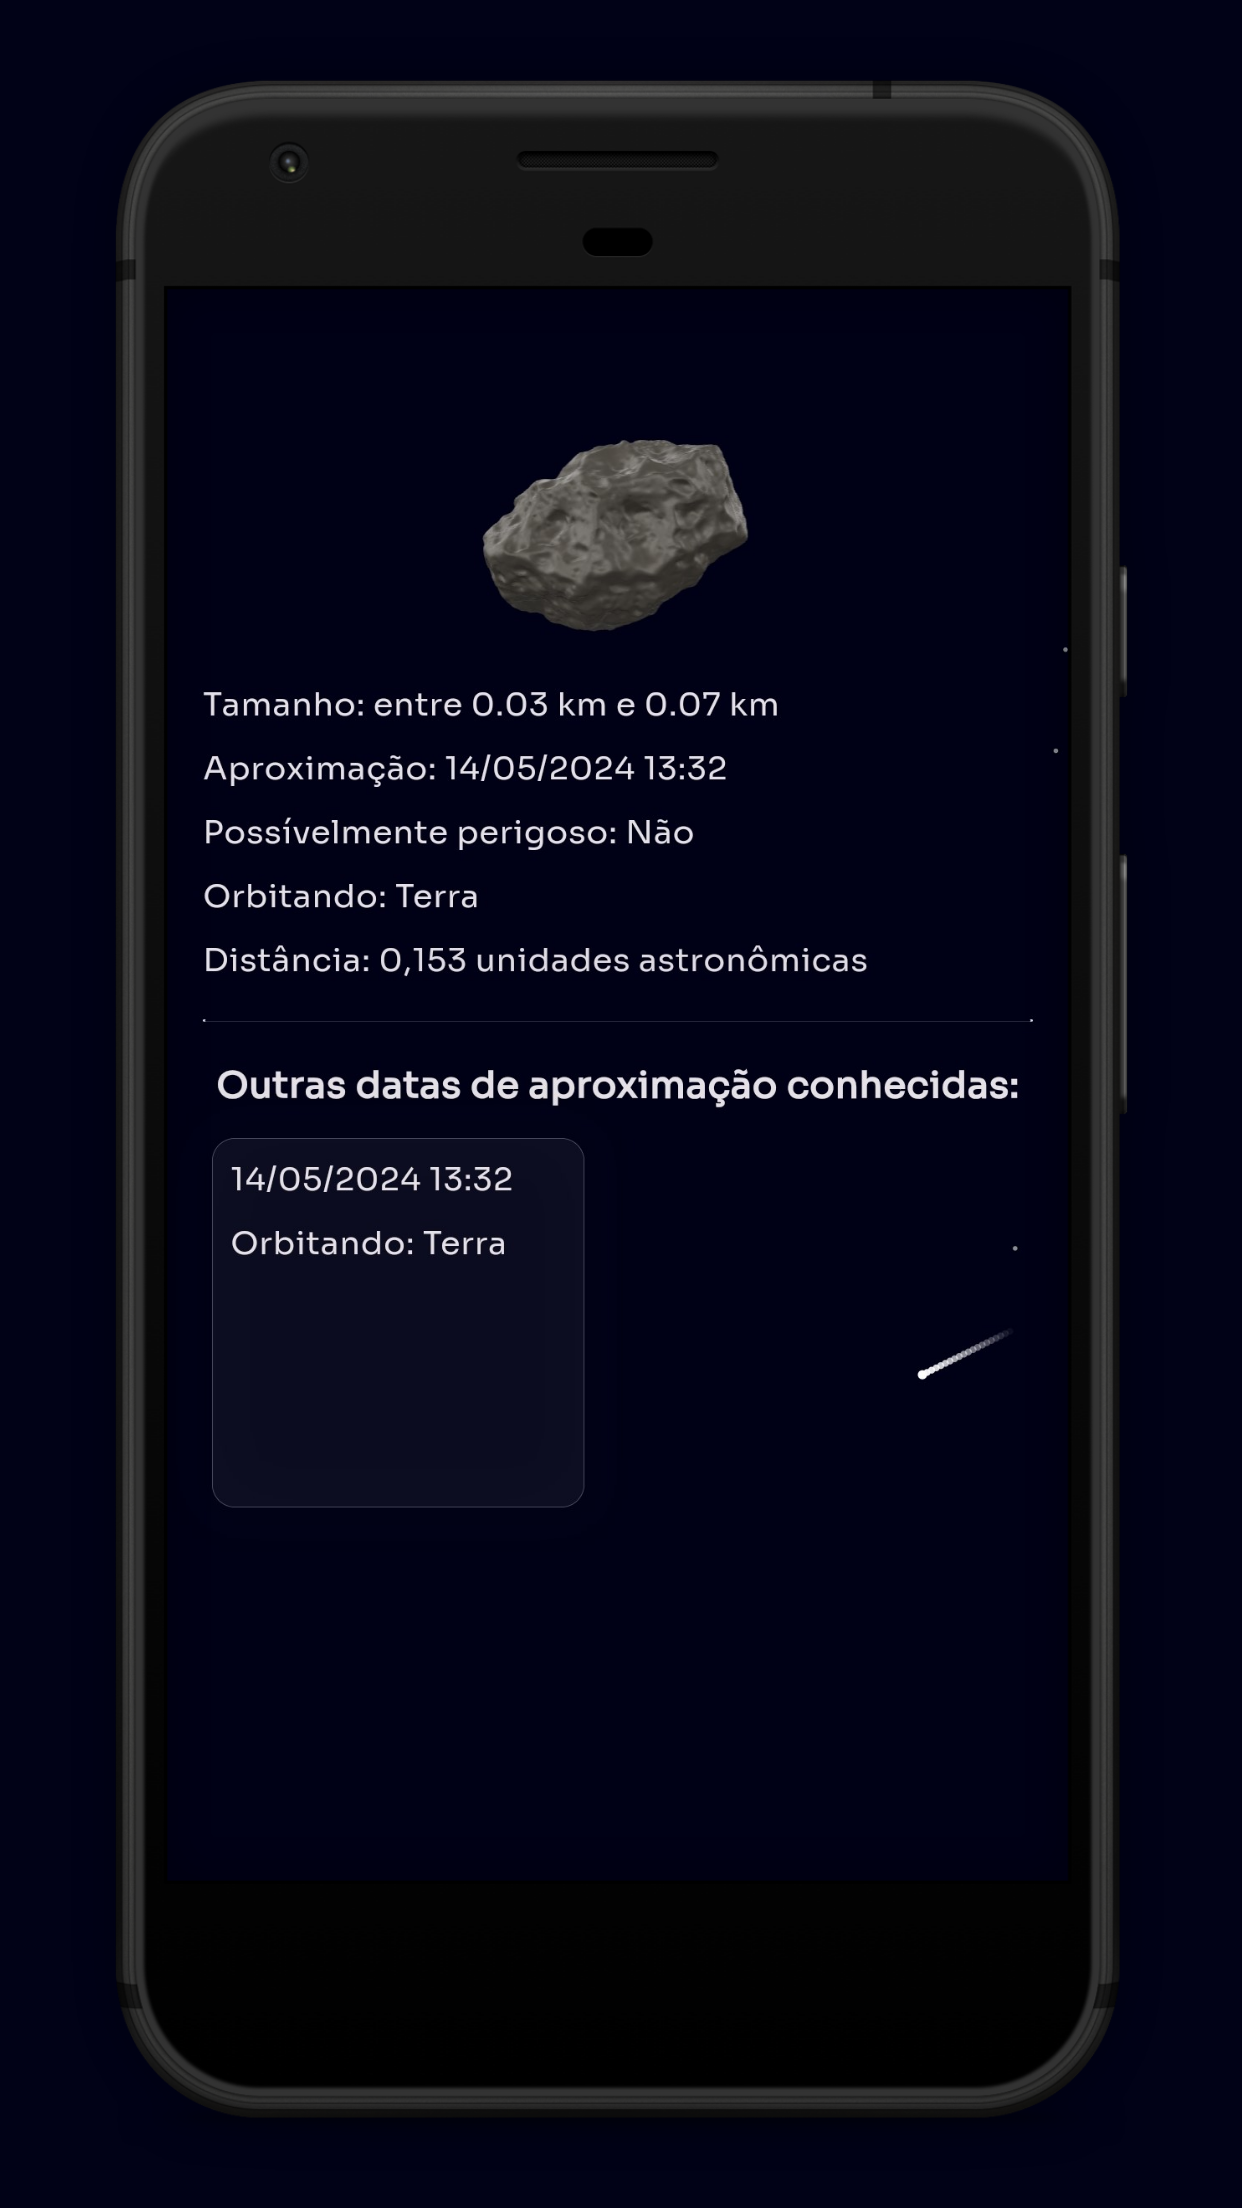 Tamanho: entre 0.03 km e 0.07 km
Aproximação: 14/05/2024 13:32
Possívelmente perigoso: Não
Orbitando: Terra
Distância: 0,153 unidades astronômicas
Outras datas de aproximação conhecidas:
14/05/2024 13:32
Orbitando: Terra